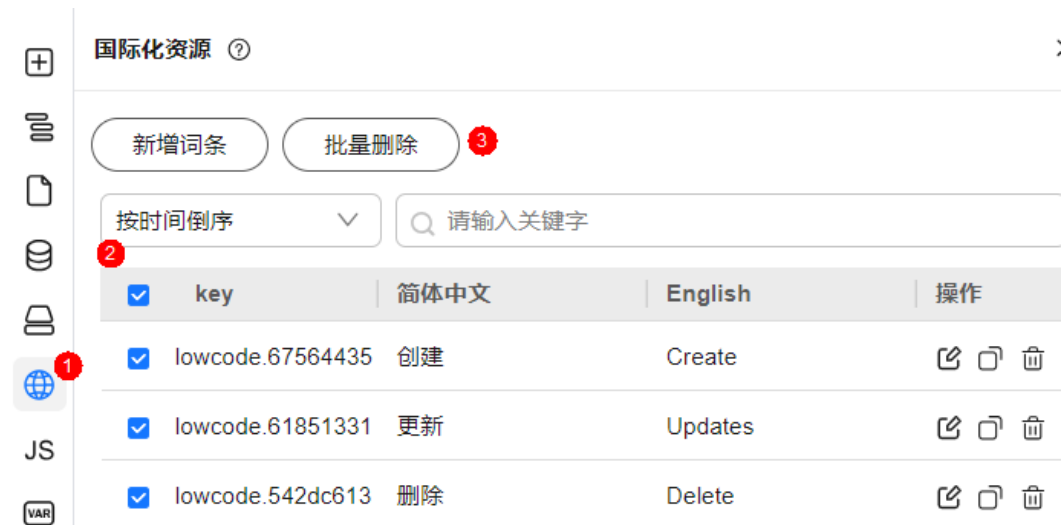 国际化资源
新增词条 批量删除 3
按时间倒序 请输入关键字
2
key 简体中文 English 操作
lowcode.67564435 创建 Create
1
lowcode.61851331 更新 Updates
JS
lowcode.542dc613 删除 Delete
VAR